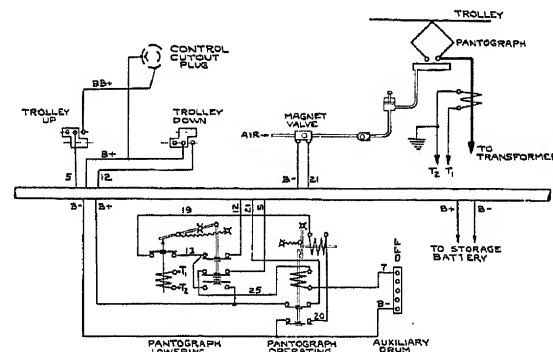 TROLLEY
CONTROL
CUTOUT
PLUG
PANTOGRAPH
BB+
TROLLEY
UP
TROLLEY
DOWN
MAGNET
VALVE
AIR
B+
TO
TRANSFORMER
T2
T1
5
12
B-
21
B-
B+
12
21
5
B+
B-
19
TO STORAGE
BATTERY
OFF
13
T1
T2
25
7
B-
20
PANTOGRAPH
LOWERING
PANTOGRAPH
OPERATING
AUXILIARY
DRUM